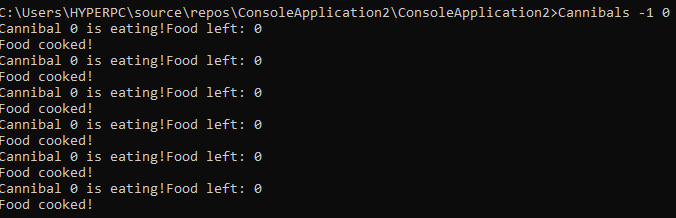 C:\Users\HYPERPC\source\repos\ConsoleApplication2\ConsoleApplication2>Cannibals -1 0
Cannibal 0 is eating!Food left: 0
Food cooked!
Cannibal 0 is eating!Food left: 0
Food cooked!
Cannibal 0 is eating!Food left: 0
Food cooked!
Cannibal 0 is eating!Food left: 0
Food cooked!
Cannibal 0 is eating!Food left: 0
Food cooked!
Cannibal 0 is eating!Food left: 0
Food cooked!